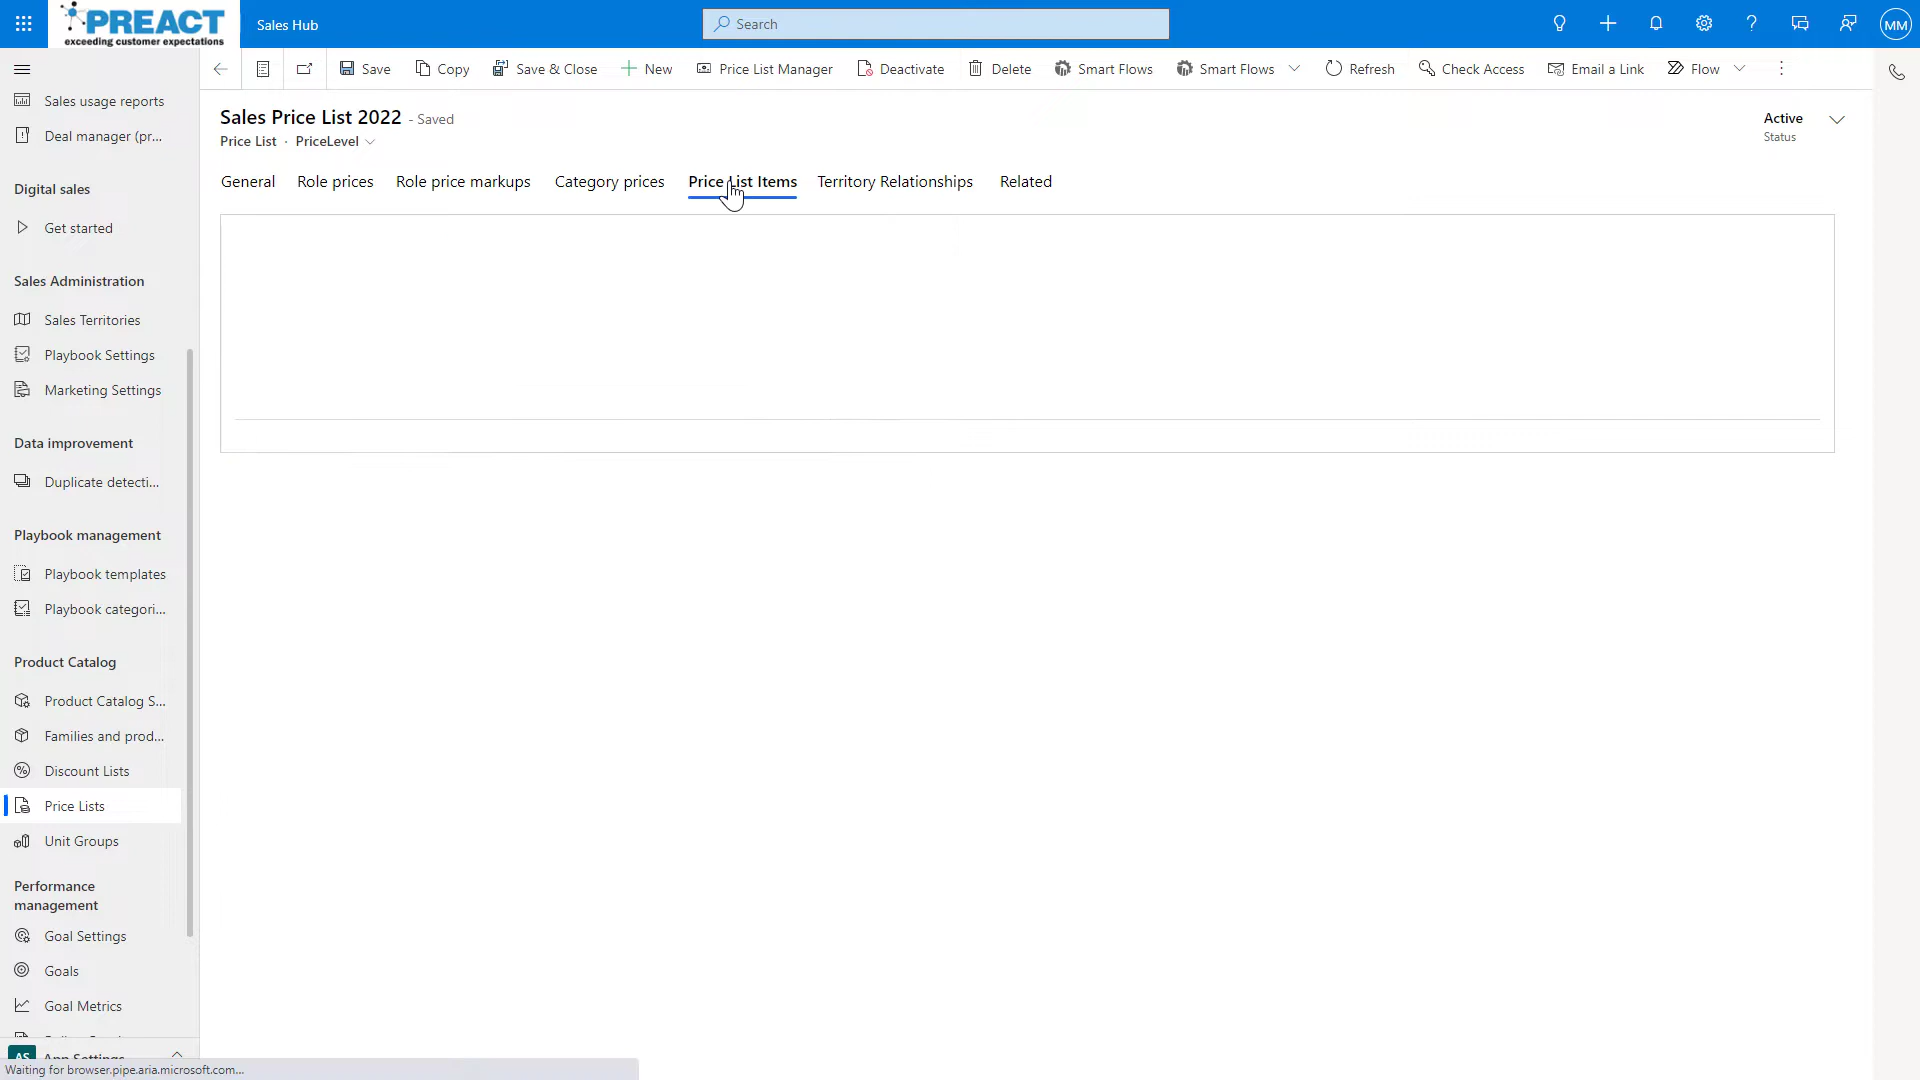 PREACT
exceeding customer expectations
Sales Hub
Search
MM
Save
Copy
Save & Close
New
Price List Manager
Deactivate
Delete
Smart Flows
Smart Flows
Refresh
Check Access
Email a Link
Flow
Sales Price List 2022 - Saved
Price List · PriceLevel
Active
Status
General
Role prices
Role price markups
Category prices
Price List Items
Territory Relationships
Related
Sales usage reports
Deal manager (pr...
Digital sales
Get started
Sales Administration
Sales Territories
Playbook Settings
Marketing Settings
Data improvement
Duplicate detecti...
Playbook management
Playbook templates
Playbook categori...
Product Catalog
Product Catalog S...
Families and prod...
Discount Lists
Price Lists
Unit Groups
Performance
management
Goal Settings
Goals
Goal Metrics
AS
App Settings
Waiting for browser.pipe.aria.microsoft.com...